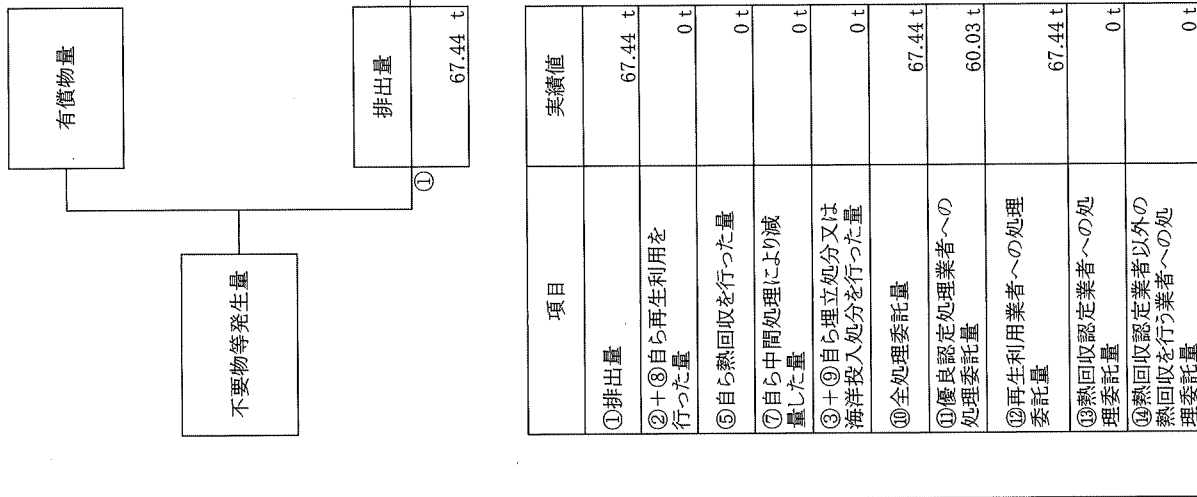 有償物量
不要物等発生量
排出量
①
67.44 t
項目
実績値
①排出量
67.44 t
②+⑧自ら再生利用を
行った量
0 t
⑤自ら熱回収を行った量
0 t
⑦自ら中間処理により減
量した量
0 t
③+⑨自ら埋立処分又は
海洋投入処分を行った量
0 t
⑩全処理委託量
67.44 t
⑪優良認定処理業者への
処理委託量
60.03 t
⑫再生利用業者への処理
委託量
67.44 t
⑬熱回収認定業者への処
理委託量
0 t
⑭熱回収認定業者以外の
熱回収を行う業者への処
理委託量
0 t